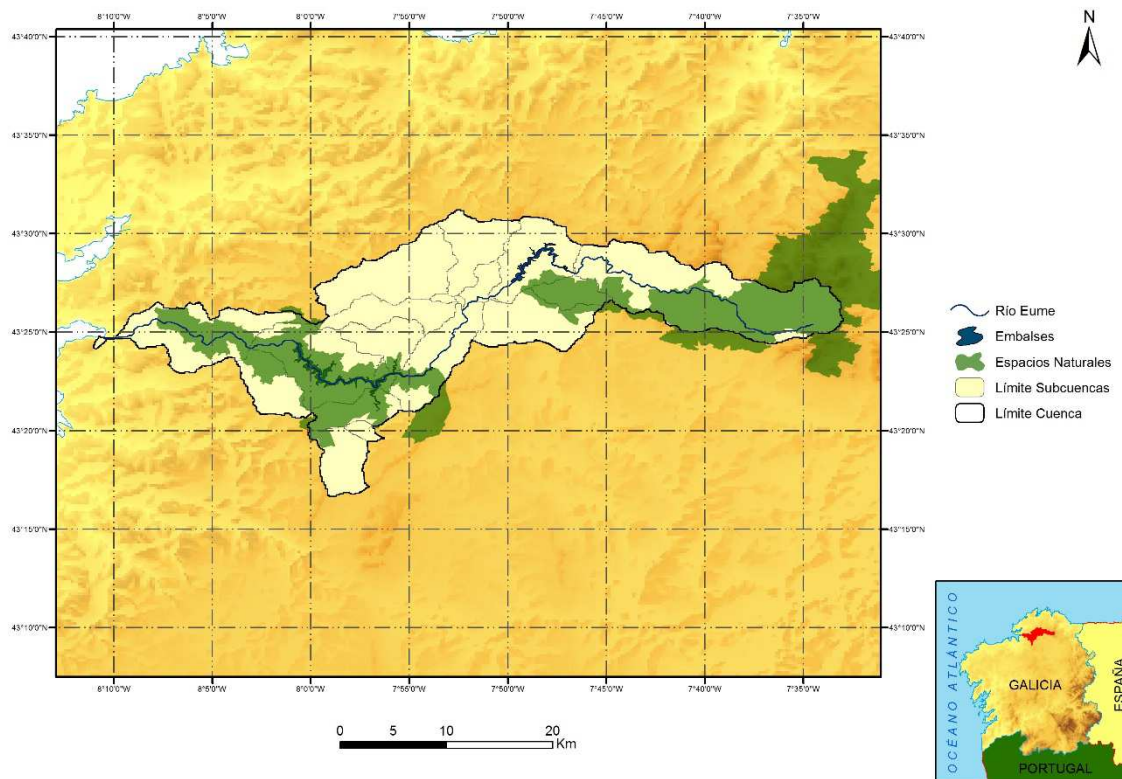 8°10'0"W 8°5'0"W 8°0'0"W 7°55'0"W 7°50'0"W 7°45'0"W 7°40'0"W 7°35'0"W
N
43°40'0"N 43°40'0"N
43°35'0"N 43°35'0"N
43°30'0"N 43°30'0"N
43°25'0"N 43°25'0"N
43°20'0"N 43°20'0"N
43°15'0"N 43°15'0"N
43°10'0"N 43°10'0"N
8°10'0"W 8°5'0"W 8°0'0"W 7°55'0"W 7°50'0"W 7°45'0"W 7°40'0"W 7°35'0"W
Río Eume
Embalses
Espacios Naturales
Límite Subcuencas
Límite Cuenca
0 5 10 20
Km
OCÉANO ATLÁNTICO
GALICIA
ESPAÑA
PORTUGAL